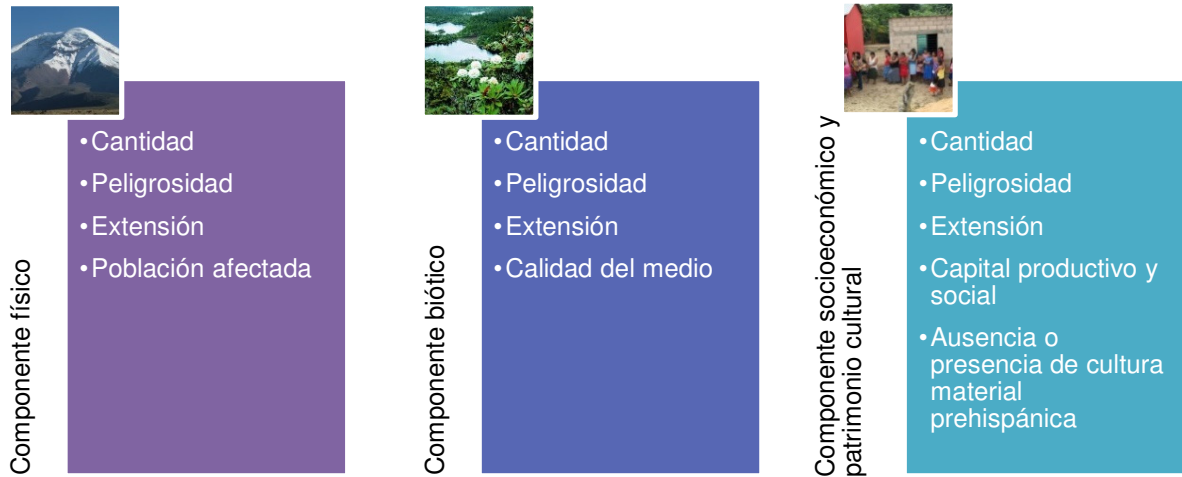 Componente físico
•Cantidad
•Peligrosidad
•Extensión
•Población afectada
Componente biótico
•Cantidad
•Peligrosidad
•Extensión
•Calidad del medio
Componente socioeconómico y
patrimonio cultural
•Cantidad
•Peligrosidad
•Extensión
•Capital productivo y
social
•Ausencia o
presencia de cultura
material
prehispánica